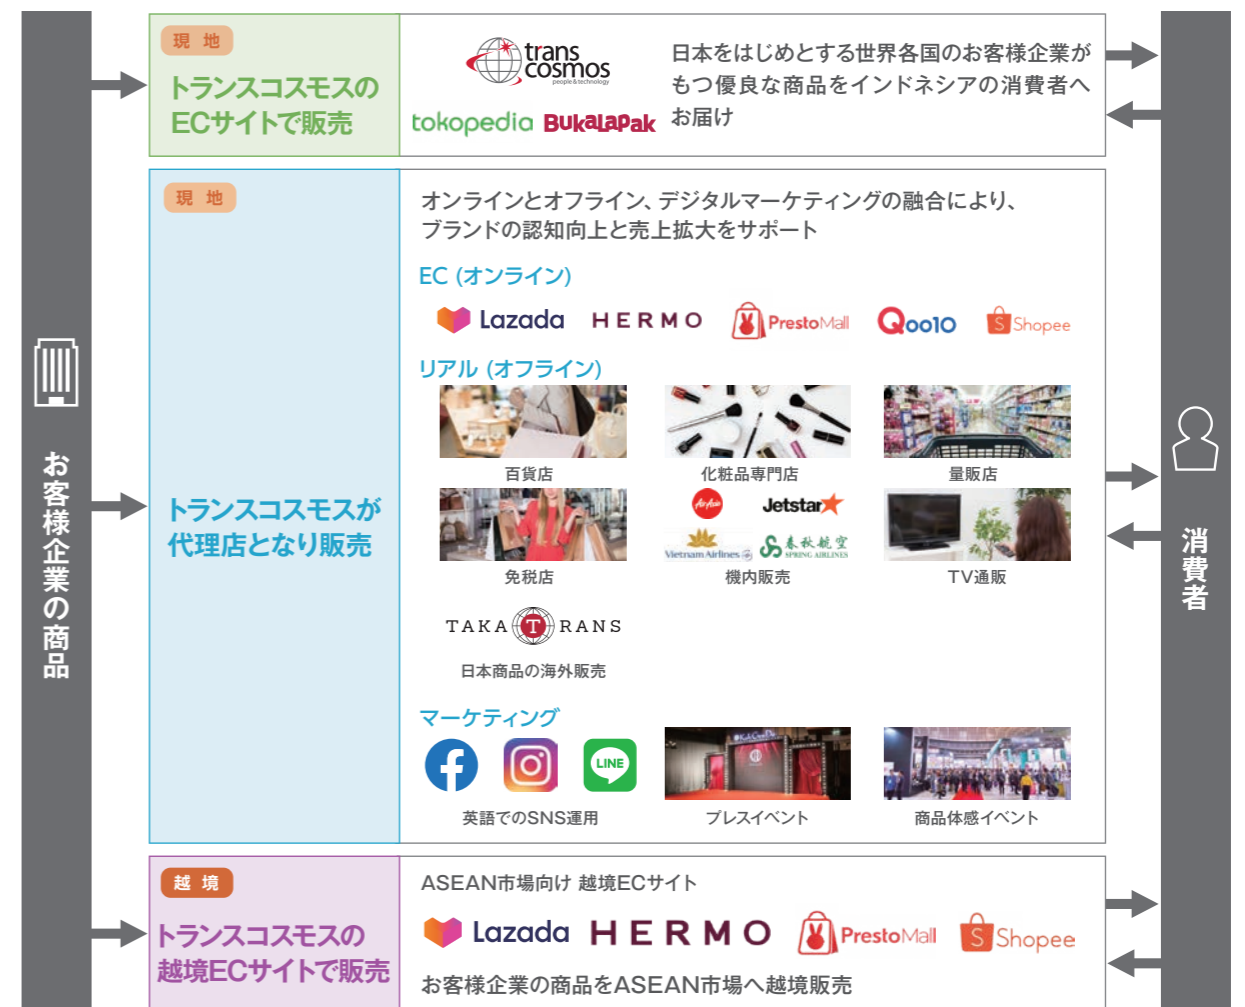 お客様企業の商品
現地
トランスコスモスの
ECサイトで販売
trans
cosmos
people & technology
tokopedia BukaLapak
日本をはじめとする世界各国のお客様企業が
もつ優良な商品をインドネシアの消費者へ
お届け
現地
トランスコスモスが
代理店となり販売
オンラインとオフライン、デジタルマーケティングの融合により、
ブランドの認知向上と売上拡大をサポート
EC (オンライン)
Lazada HERMO PrestoMall Qoo10 S Shopee
リアル (オフライン)
百貨店 化粧品専門店 量販店
AirAsia Jetstar
Vietnam Airlines 春秋航空
SPRING AIRLINES
免税店 機内販売 TV通販
TAKA T RANS
日本商品の海外販売
マーケティング
LINE
英語でのSNS運用 プレスイベント 商品体感イベント
越境
トランスコスモスの
越境ECサイトで販売
ASEAN市場向け 越境ECサイト
Lazada HERMO PrestoMall S Shopee
お客様企業の商品をASEAN市場へ越境販売
消費者